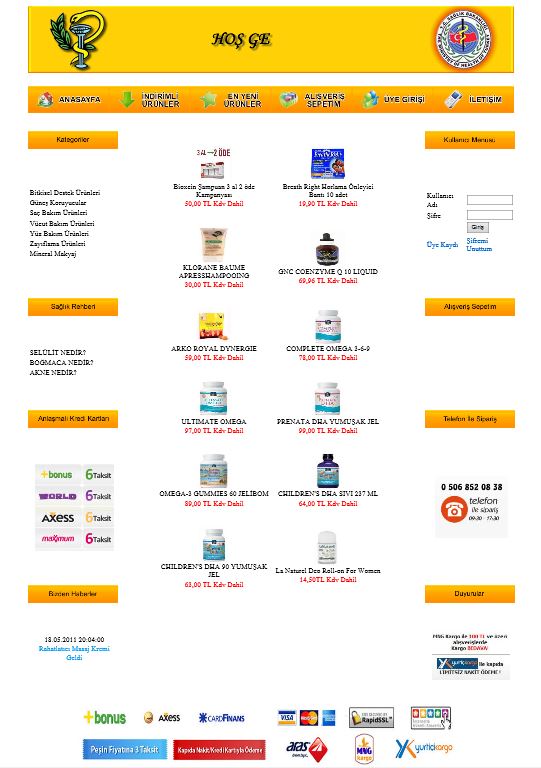 HOŞ GE
T.C. SAĞLIK BAKANLIĞI
ANASAYFA
İNDİRİMLİ
ÜRÜNLER
EN YENİ
ÜRÜNLER
ALIŞVERİŞ
SEPETİM
ÜYE GİRİŞİ
İLETİŞİM
Kategoriler
Bitkisel Destek Ürünleri
Güneş Koruyucular
Saç Bakım Ürünleri
Vücut Bakım Ürünleri
Yüz Bakım Ürünleri
Zayıflama Ürünleri
Mineral Makyaj
Sağlık Rehberi
SELÜLİT NEDİR?
BOĞMACA NEDİR?
AKNE NEDİR?
Anlaşmalı Kredi Kartları
bonus 6 Taksit
WORLD 6 Taksit
AXESS 6 Taksit
maximum 6 Taksit
Bizden Haberler
18.05.2011 20:04:00
Rahatlatıcı Masaj Kremi
Geldi
3 AL 2 ÖDE
Bioxcin Şampuan 3 al 2 öde
Kampanyası
50,00 TL Kdv Dahil
Breath Right Horlama Önleyici
Bantı 10 adet
19,90 TL Kdv Dahil
KLORANE BAUME
APRESSHAMPOOING
30,00 TL Kdv Dahil
GNC COENZYME Q 10 LIQUID
69,96 TL Kdv Dahil
ARKO ROYAL DYNERGIE
59,00 TL Kdv Dahil
COMPLETE OMEGA 3-6-9
78,00 TL Kdv Dahil
ULTIMATE OMEGA
97,00 TL Kdv Dahil
PRENATA DHA YUMUŞAK JEL
99,00 TL Kdv Dahil
OMEGA-3 GUMMIES 60 JELİBOM
89,00 TL Kdv Dahil
CHILDREN'S DHA SIVI 237 ML
64,00 TL Kdv Dahil
CHILDREN'S DHA 90 YUMUŞAK
JEL
63,00 TL Kdv Dahil
La Naturel Deo Roll-on For Women
14,50TL Kdv Dahil
Kullanıcı Menusu
Kullanıcı
Adı
Şifre
Giriş
Üye Kaydı
Şifremi
Unuttum
Alışveriş Sepetim
Telefon İle Sipariş
0 506 852 08 38
telefon
ile sipariş
09:30 - 17:30
Duyurular
MNG Kargo ile 100 TL ve üzeri
alışverişlerde
Kargo BEDAVA!
yurtiçi kargo ile kapıda
LİMİTSİZ NAKİT ÖDEME!
bonus
AXESS
CARDFINANS
VISA
RapidSSL
Peşin Fiyatına 3 Taksit
Kapıda Nakit/Kredi Kartıyla Ödeme
aras
kargo
MNG
Kargo
yurtiçi kargo